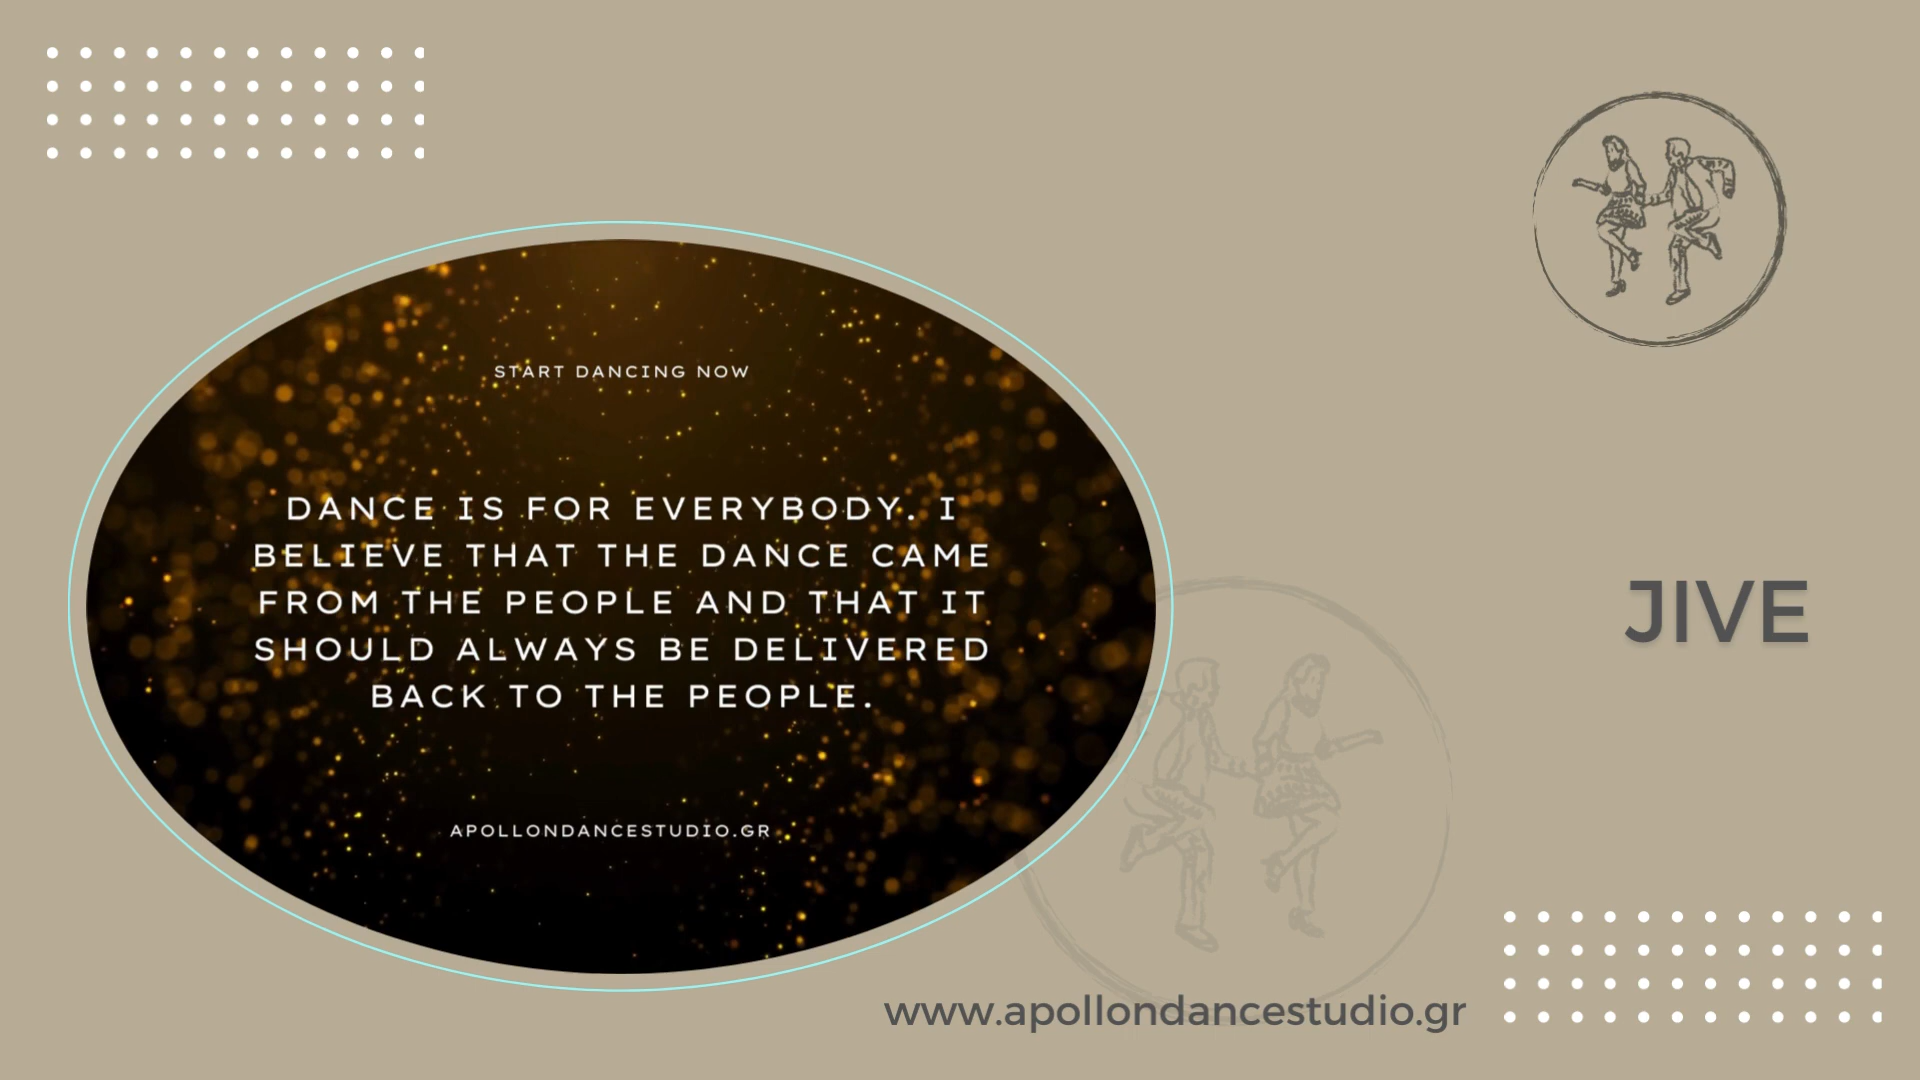 START DANCING NOW
DANCE IS FOR EVERYBODY. I
BELIEVE THAT THE DANCE CAME
FROM THE PEOPLE AND THAT IT
SHOULD ALWAYS BE DELIVERED
BACK TO THE PEOPLE.
APOLLONDANCESTUDIO.GR
JIVE
www.apollondancestudio.gr